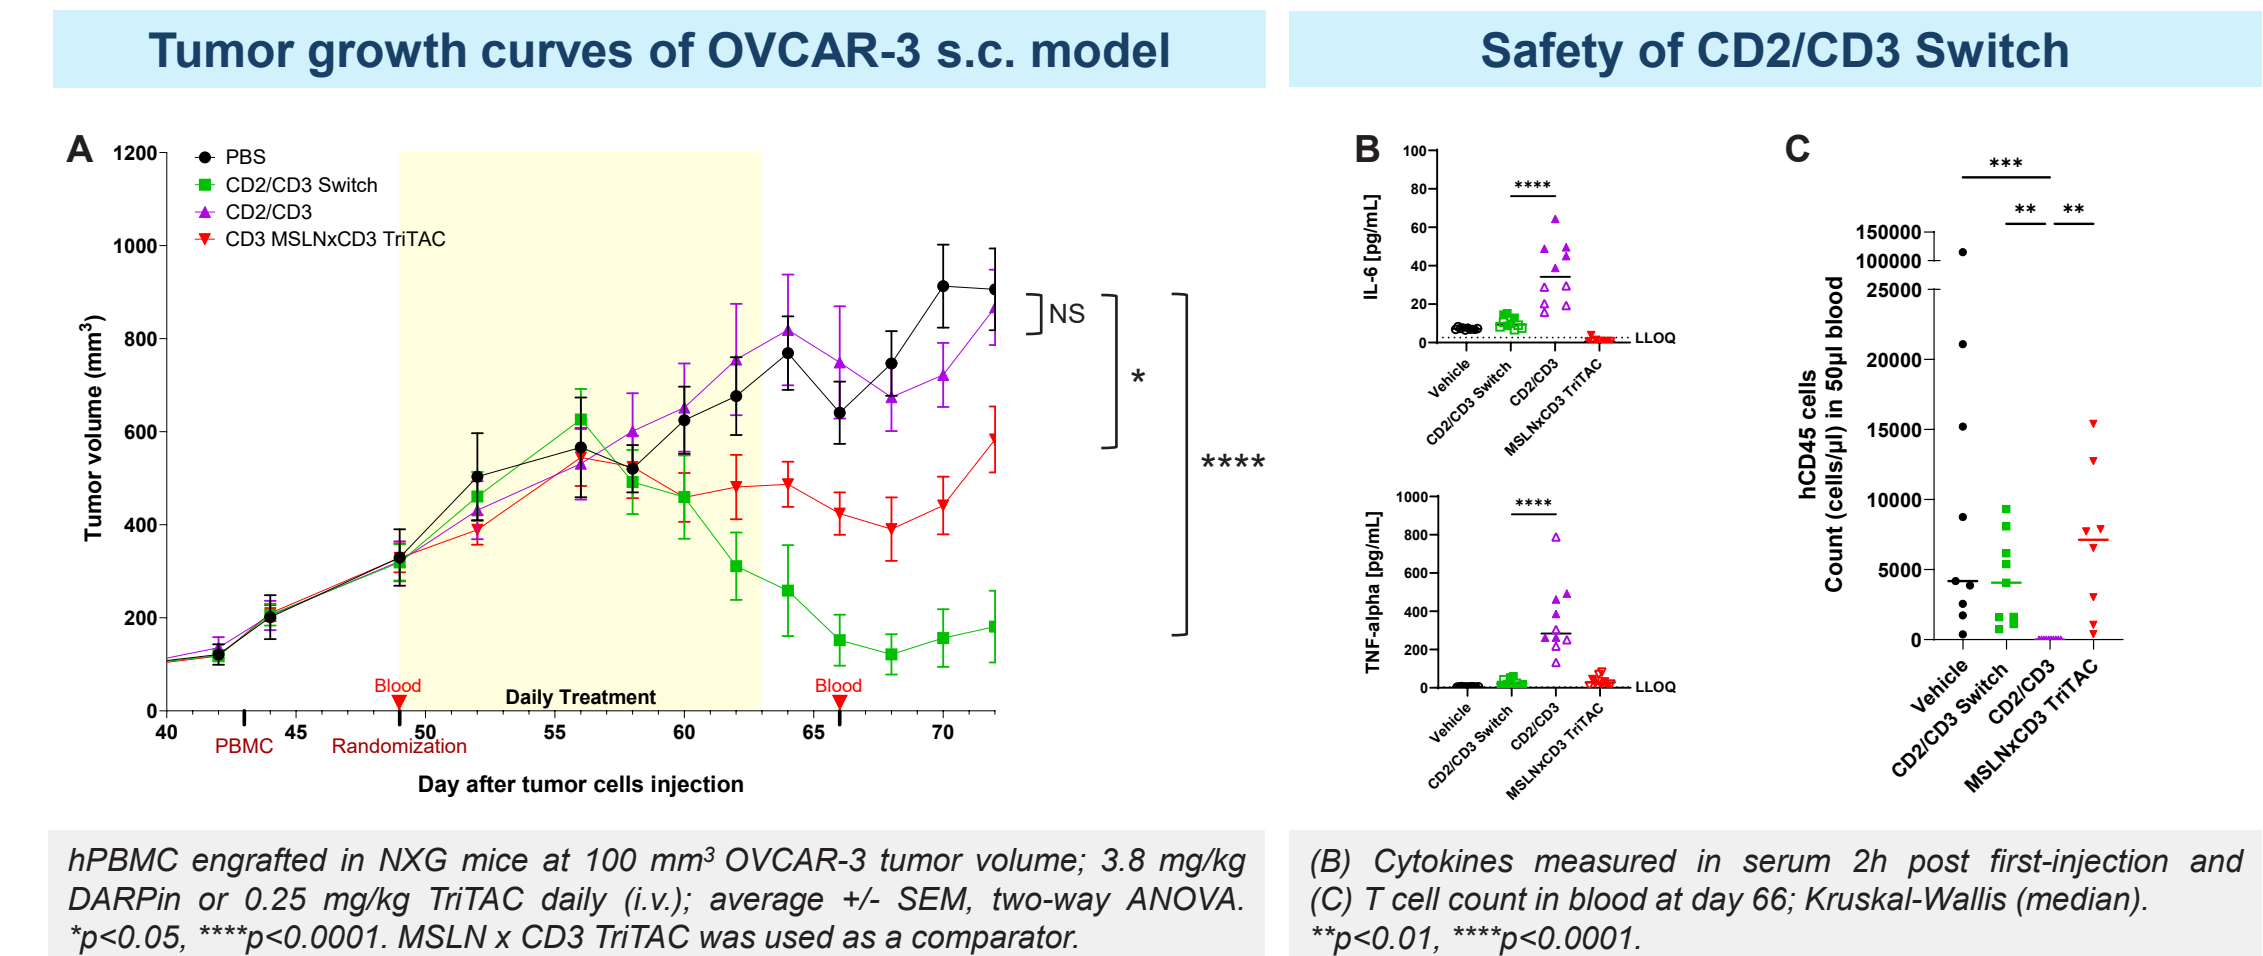 Tumor growth curves of OVCAR-3 s.c. model
A
1200
1000
800
600
400
200
0
Tumor volume (mm³)
PBS
CD2/CD3 Switch
CD2/CD3
CD3 MSLNxCD3 TriTAC
NS
*
****
Blood
Daily Treatment
Blood
40
45
50
55
60
65
70
PBMC
Randomization
Day after tumor cells injection
hPBMC engrafted in NXG mice at 100 mm³ OVCAR-3 tumor volume; 3.8 mg/kg
DARPin or 0.25 mg/kg TriTAC daily (i.v.); average +/- SEM, two-way ANOVA.
*p<0.05, ****p<0.0001. MSLN x CD3 TriTAC was used as a comparator.
Safety of CD2/CD3 Switch
B
100
80
60
40
20
0
IL-6 [pg/mL]
****
LLOQ
Vehicle
CD2/CD3 Switch
CD2/CD3
MSLNxCD3 TriTAC
1000
800
600
400
200
0
TNF-alpha [pg/mL]
****
LLOQ
Vehicle
CD2/CD3 Switch
CD2/CD3
MSLNxCD3 TriTAC
C
***
**
**
150000
100000
25000
20000
15000
10000
5000
0
hCD45 cells
Count (cells/µl) in 50µl blood
Vehicle
CD2/CD3 Switch
CD2/CD3
MSLNxCD3 TriTAC
(B) Cytokines measured in serum 2h post first-injection and
(C) T cell count in blood at day 66; Kruskal-Wallis (median).
**p<0.01, ****p<0.0001.